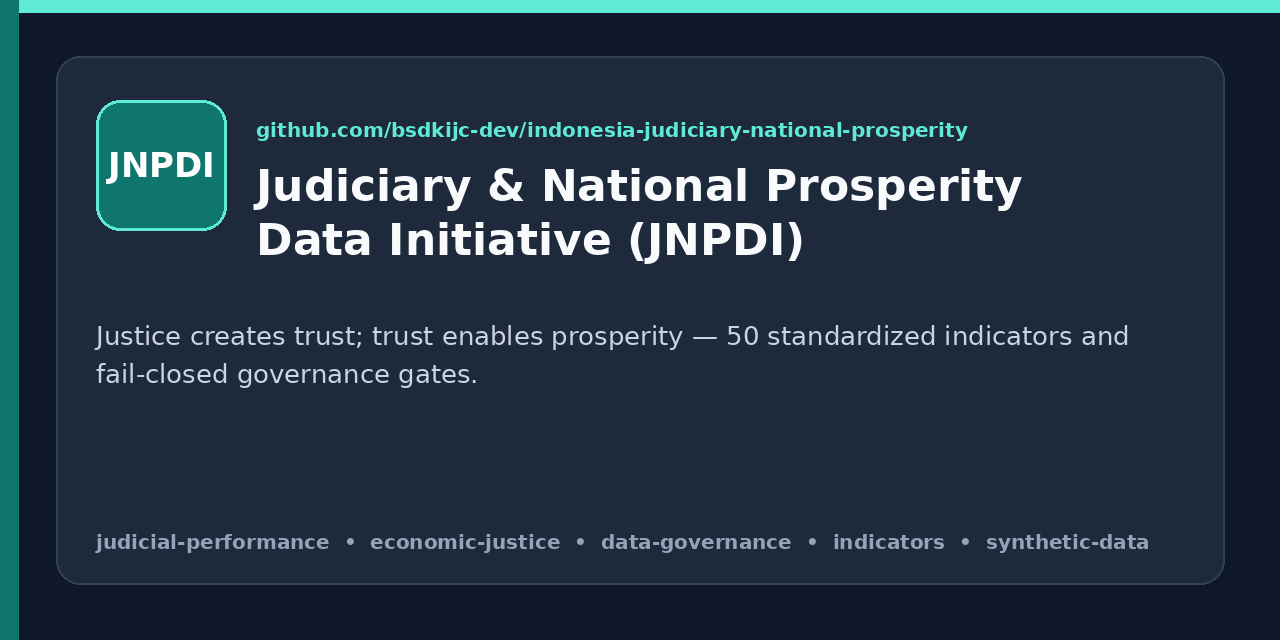 JNPDI
github.com/bsdkijc-dev/indonesia-judiciary-national-prosperity
Judiciary & National Prosperity
Data Initiative (JNPDI)
Justice creates trust; trust enables prosperity — 50 standardized indicators and
fail-closed governance gates.
judicial-performance • economic-justice • data-governance • indicators • synthetic-data